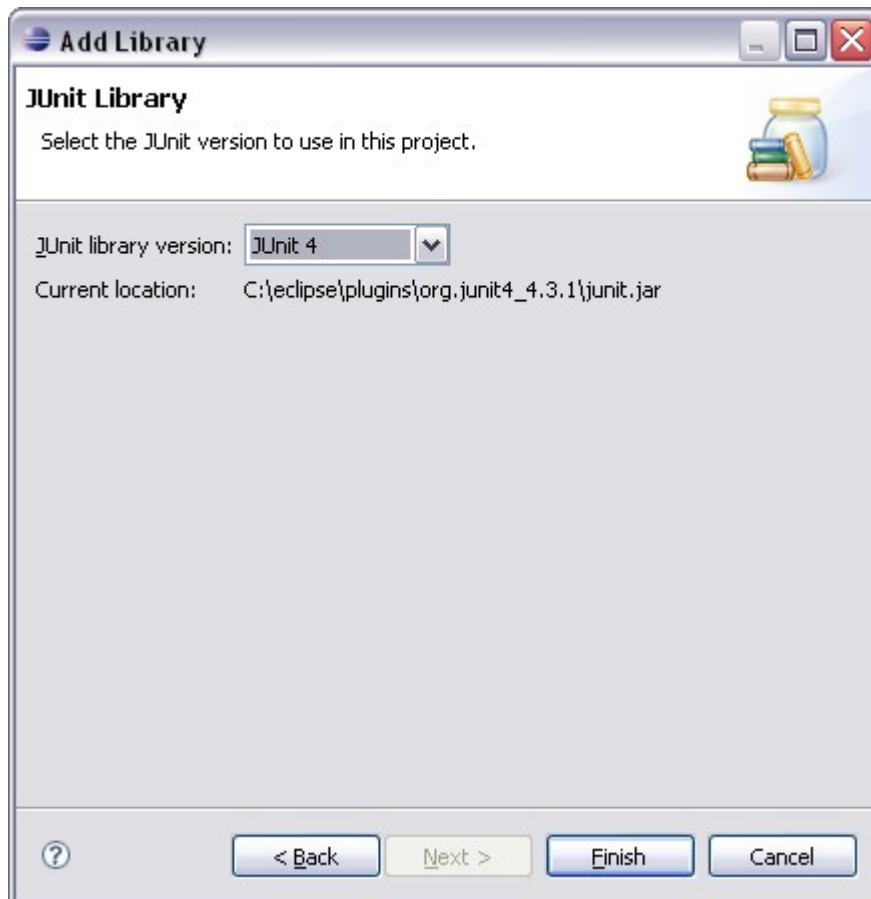 Add Library
JUnit Library
Select the JUnit version to use in this project.
JUnit library version: JUnit 4
Current location: C:\eclipse\plugins\org.junit4_4.3.1\junit.jar
? < Back Next > Finish Cancel